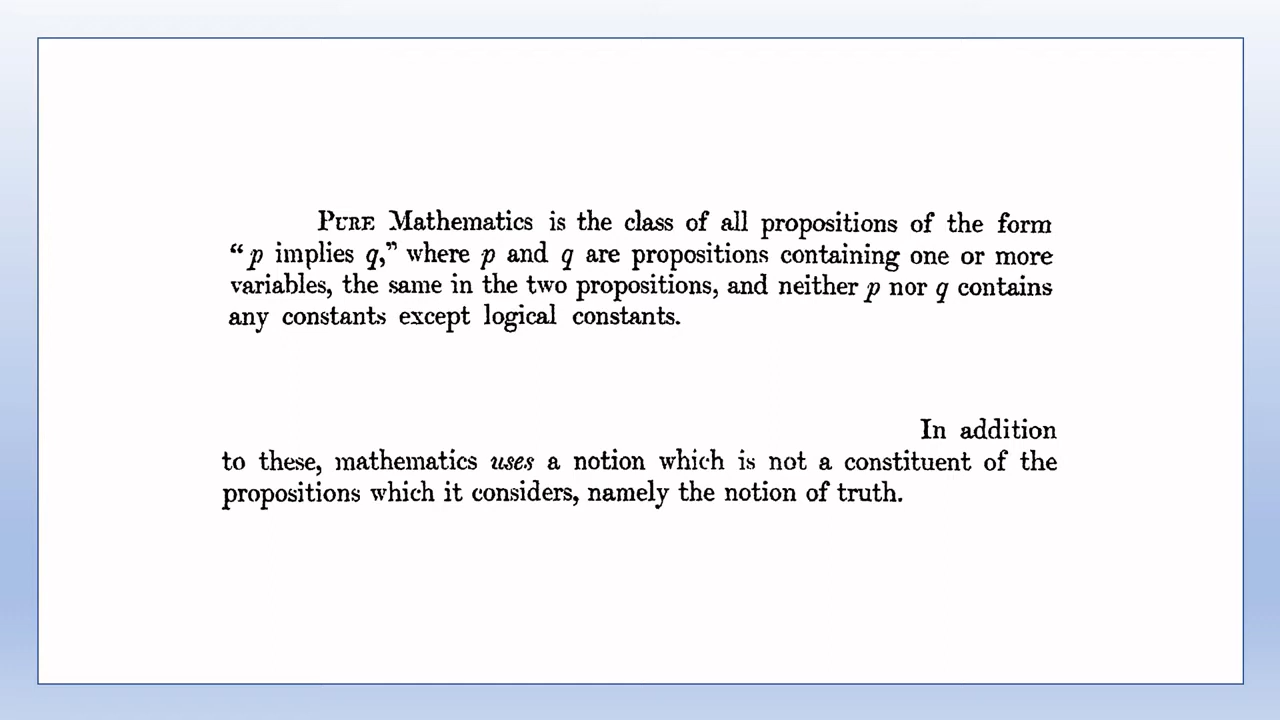 PURE Mathematics is the class of all propositions of the form
“p implies q,” where p and q are propositions containing one or more
variables, the same in the two propositions, and neither p nor q contains
any constants except logical constants.
In addition
to these, mathematics uses a notion which is not a constituent of the
propositions which it considers, namely the notion of truth.